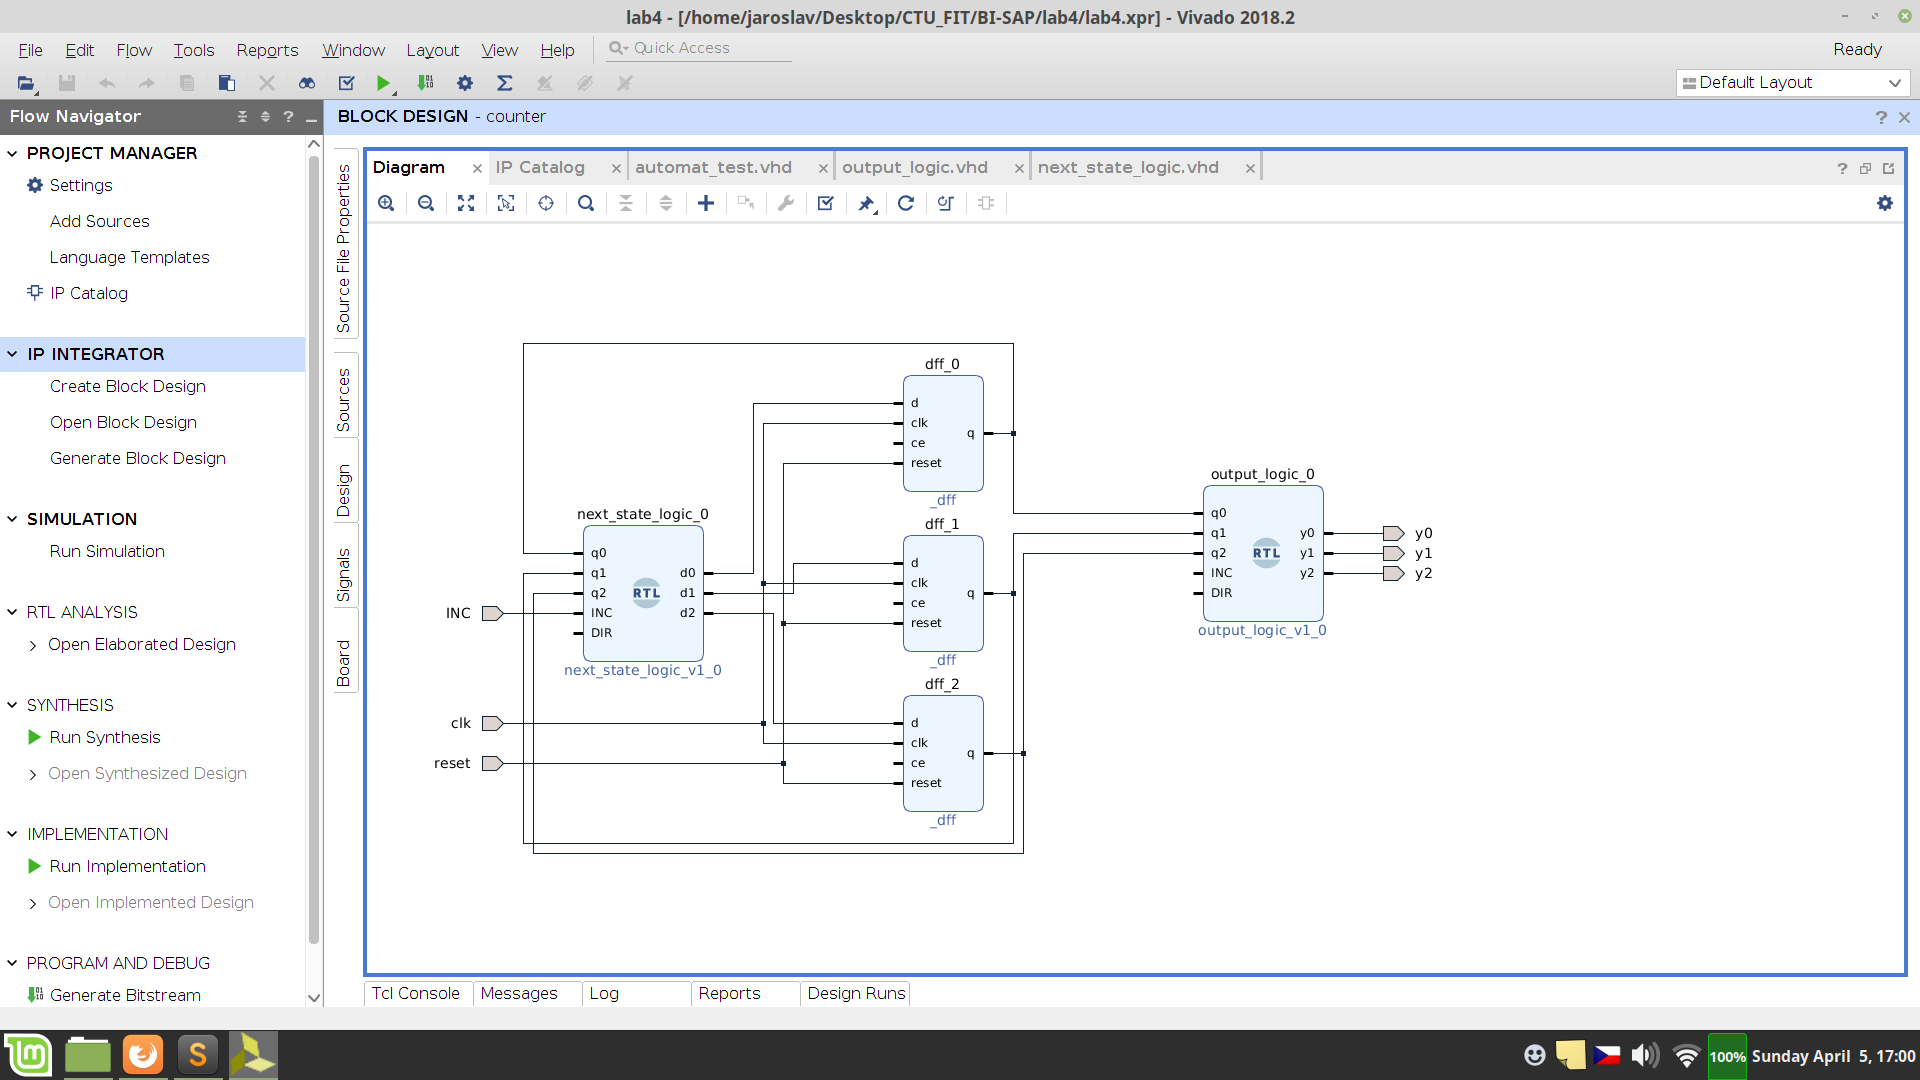 lab4 - [/home/jaroslav/Desktop/CTU_FIT/BI-SAP/lab4/lab4.xpr] - Vivado 2018.2
File Edit Flow Tools Reports Window Layout View Help Quick Access Ready
Default Layout
Flow Navigator
PROJECT MANAGER
Settings
Add Sources
Language Templates
IP Catalog
IP INTEGRATOR
Create Block Design
Open Block Design
Generate Block Design
SIMULATION
Run Simulation
RTL ANALYSIS
Open Elaborated Design
SYNTHESIS
Run Synthesis
Open Synthesized Design
IMPLEMENTATION
Run Implementation
Open Implemented Design
PROGRAM AND DEBUG
Generate Bitstream
BLOCK DESIGN - counter
Source File Properties
Sources
Design
Signals
Board
Diagram IP Catalog automat_test.vhd output_logic.vhd next_state_logic.vhd
INC
clk
reset
next_state_logic_0
q0
q1
q2
INC
DIR
RTL
d0
d1
d2
next_state_logic_v1_0
dff_0
d
clk
ce
reset
q
_dff
dff_1
d
clk
ce
reset
q
_dff
dff_2
d
clk
ce
reset
q
_dff
output_logic_0
q0
q1
q2
INC
DIR
RTL
y0
y1
y2
output_logic_v1_0
y0
y1
y2
Tcl Console Messages Log Reports Design Runs
100% Sunday April 5, 17:00